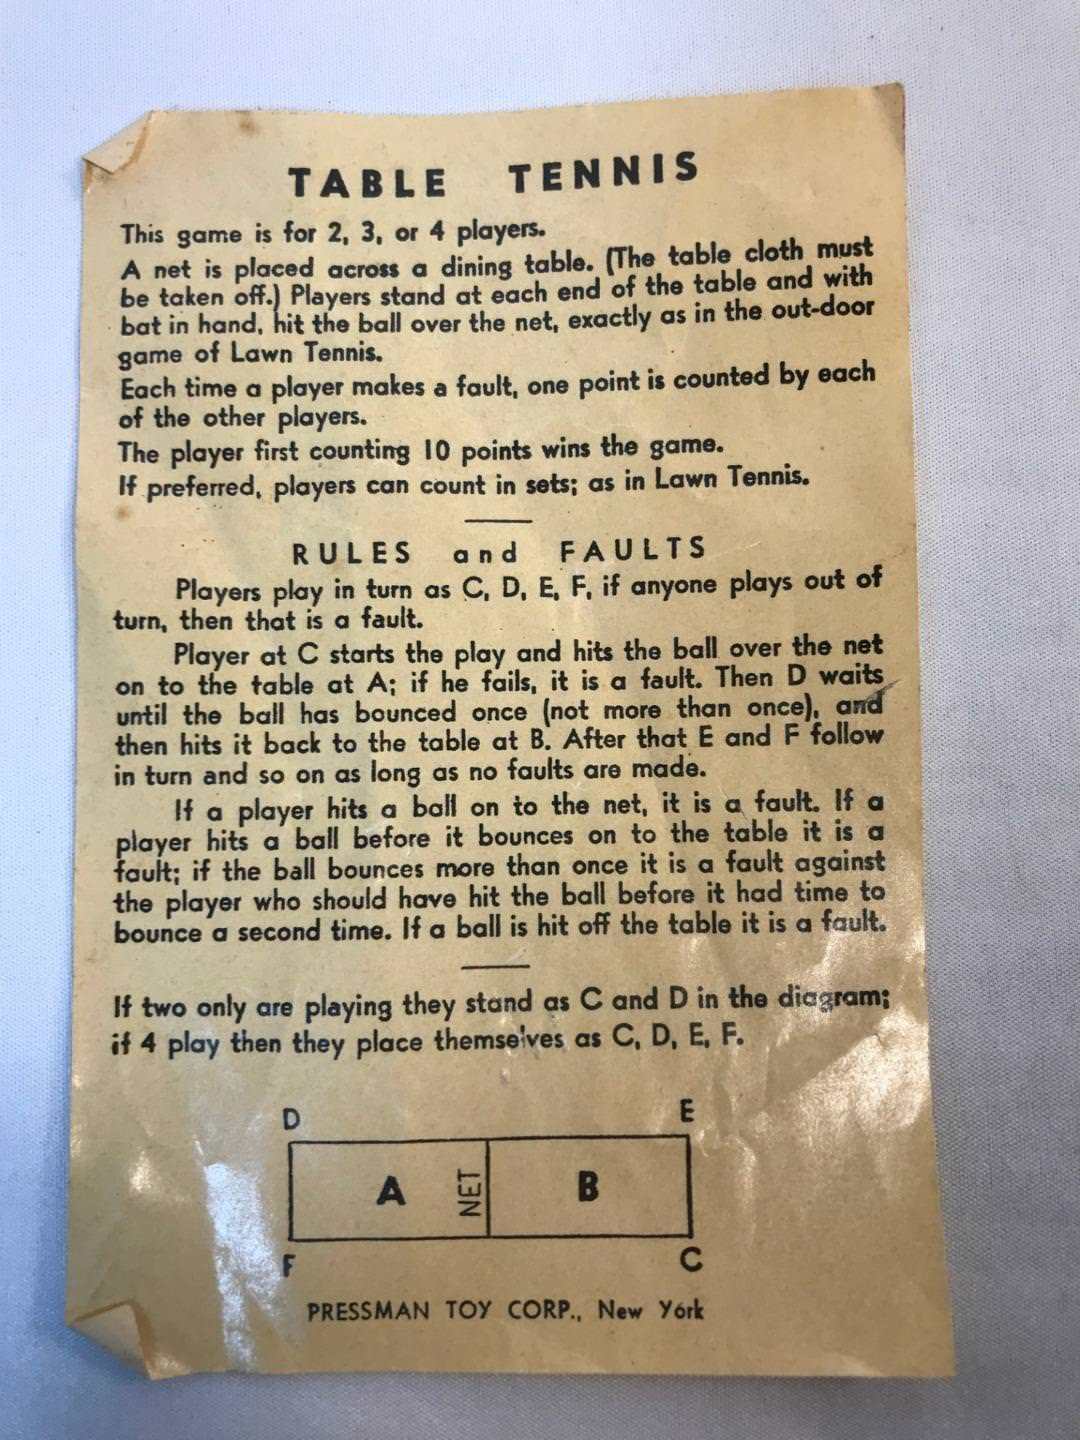 TABLE TENNIS
This game is for 2, 3, or 4 players.
A net is placed across a dining table. (The table cloth must
be taken off.) Players stand at each end of the table and with
bat in hand, hit the ball over the net, exactly as in the out-door
game of Lawn Tennis.
Each time a player makes a fault, one point is counted by each
of the other players.
The player first counting 10 points wins the game.
If preferred, players can count in sets; as in Lawn Tennis.
RULES and FAULTS
Players play in turn as C, D, E, F, if anyone plays out of
turn, then that is a fault.
Player at C starts the play and hits the ball over the net
on to the table at A; if he fails, it is a fault. Then D waits
until the ball has bounced once (not more than once), and
then hits it back to the table at B. After that E and F follow
in turn and so on as long as no faults are made.
If a player hits a ball on to the net, it is a fault. If a
player hits a ball before it bounces on to the table it is a
fault; if the ball bounces more than once it is a fault against
the player who should have hit the ball before it had time to
bounce a second time. If a ball is hit off the table it is a fault.
If two only are playing they stand as C and D in the diagram;
if 4 play then they place themselves as C, D, E, F.
D E
A NET B
F C
PRESSMAN TOY CORP., New York